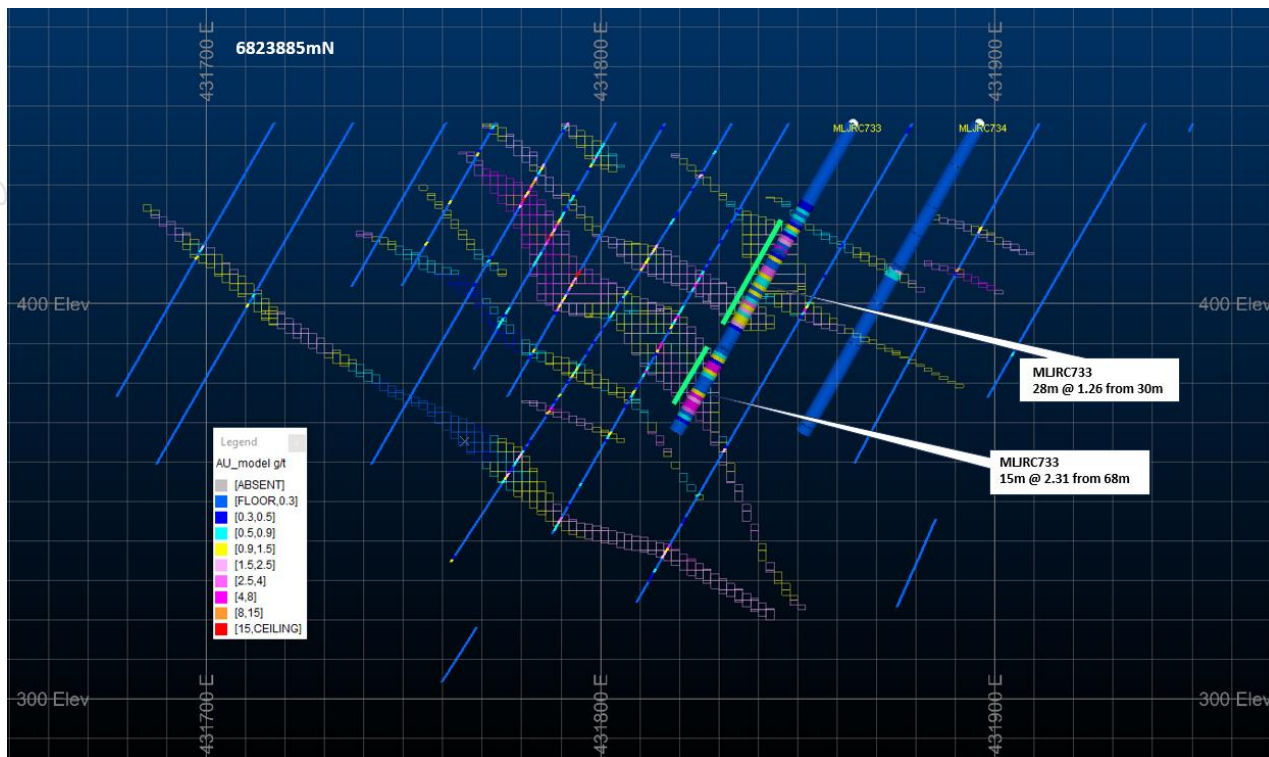 6823885mN
431700 E
431800 E
431900 E
MLJRC733
MLJRC734
400 Elev
400 Elev
MLJRC733
28m @ 1.26 from 30m
MLJRC733
15m @ 2.31 from 68m
Legend
AU_model g/t
[ABSENT]
[FLOOR,0.3]
[0.3,0.5]
[0.5,0.9]
[0.9,1.5]
[1.5,2.5]
[2.5,4]
[4,8]
[8,15]
[15,CEILING]
300 Elev
300 Elev
431700 E
431800 E
431900 E